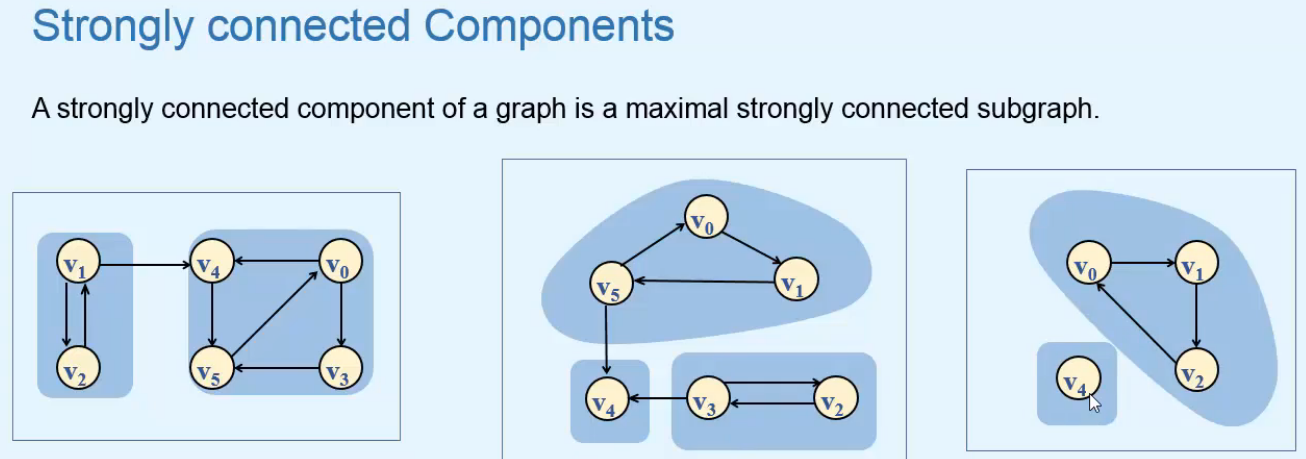 Strongly connected Components
A strongly connected component of a graph is a maximal strongly connected subgraph.
v1 v4 v0
v2 v5 v3
v0
v5 v1
v4 v3 v2
v0 v1
v4 v2